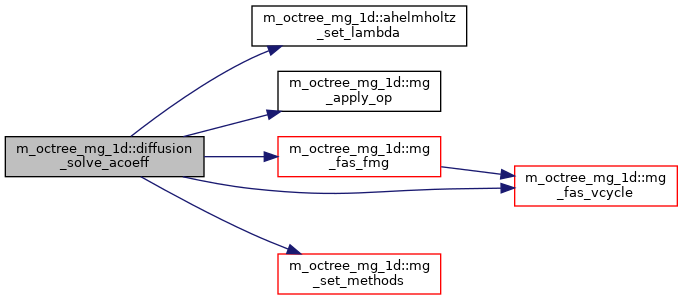 m_octree_mg_1d::ahelmholtz
_set_lambda
m_octree_mg_1d::mg
_apply_op
m_octree_mg_1d::diffusion
_solve_acoeff
m_octree_mg_1d::mg
_fas_fmg
m_octree_mg_1d::mg
_fas_vcycle
m_octree_mg_1d::mg
_set_methods